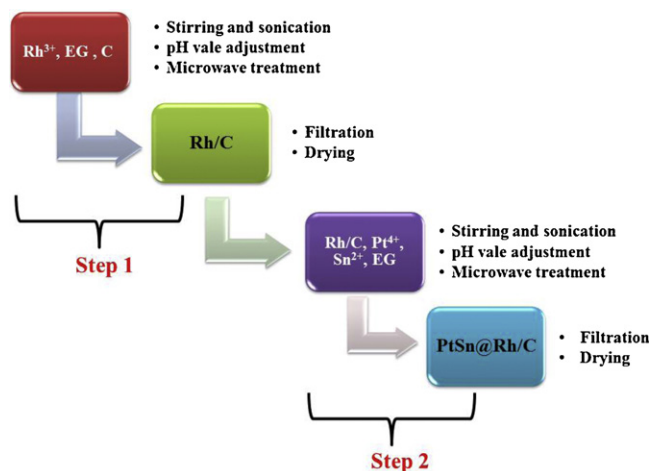 Rh³⁺, EG , C
• Stirring and sonication
• pH vale adjustment
• Microwave treatment
Rh/C
• Filtration
• Drying
Step 1
Rh/C, Pt⁴⁺,
Sn²⁺, EG
• Stirring and sonication
• pH vale adjustment
• Microwave treatment
PtSn@Rh/C
• Filtration
• Drying
Step 2